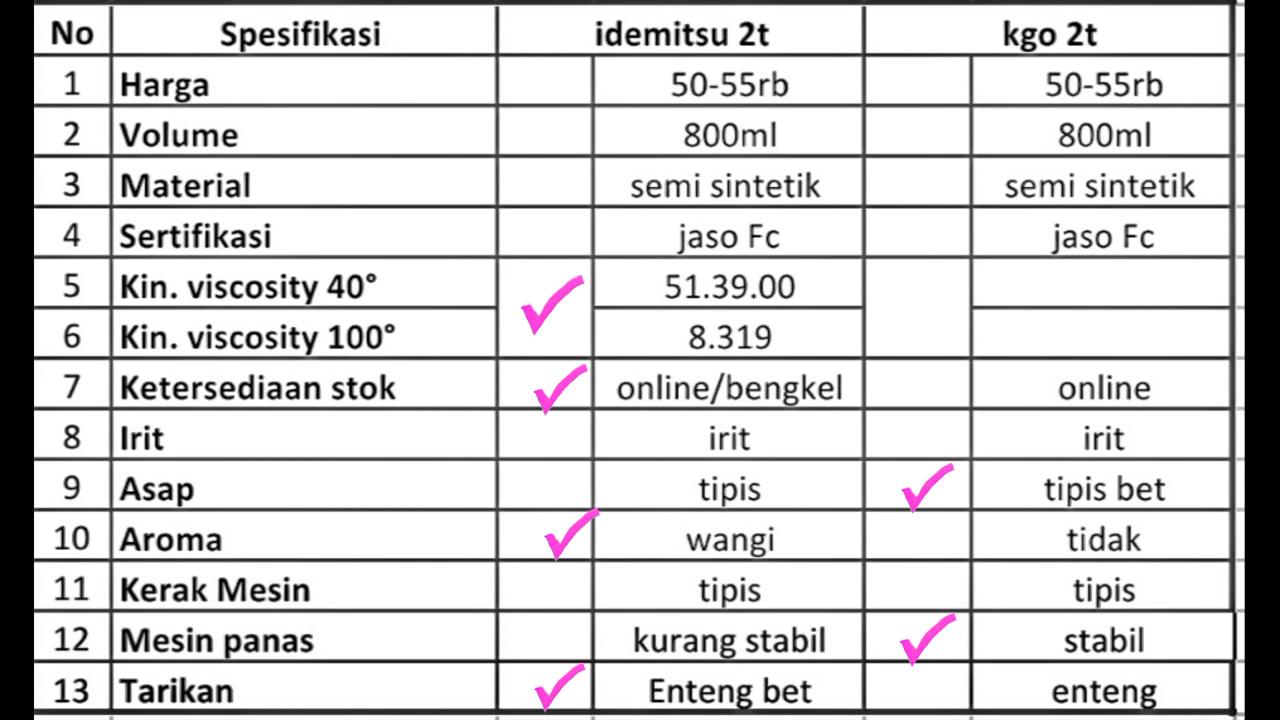 No Spesifikasi idemitsu 2t kgo 2t
1 Harga 50-55rb 50-55rb
2 Volume 800ml 800ml
3 Material semi sintetik semi sintetik
4 Sertifikasi jaso Fc jaso Fc
5 Kin. viscosity 40° 51.39.00
6 Kin. viscosity 100° 8.319
7 Ketersediaan stok online/bengkel online
8 Irit irit irit
9 Asap tipis tipis bet
10 Aroma wangi tidak
11 Kerak Mesin tipis tipis
12 Mesin panas kurang stabil stabil
13 Tarikan Enteng bet enteng